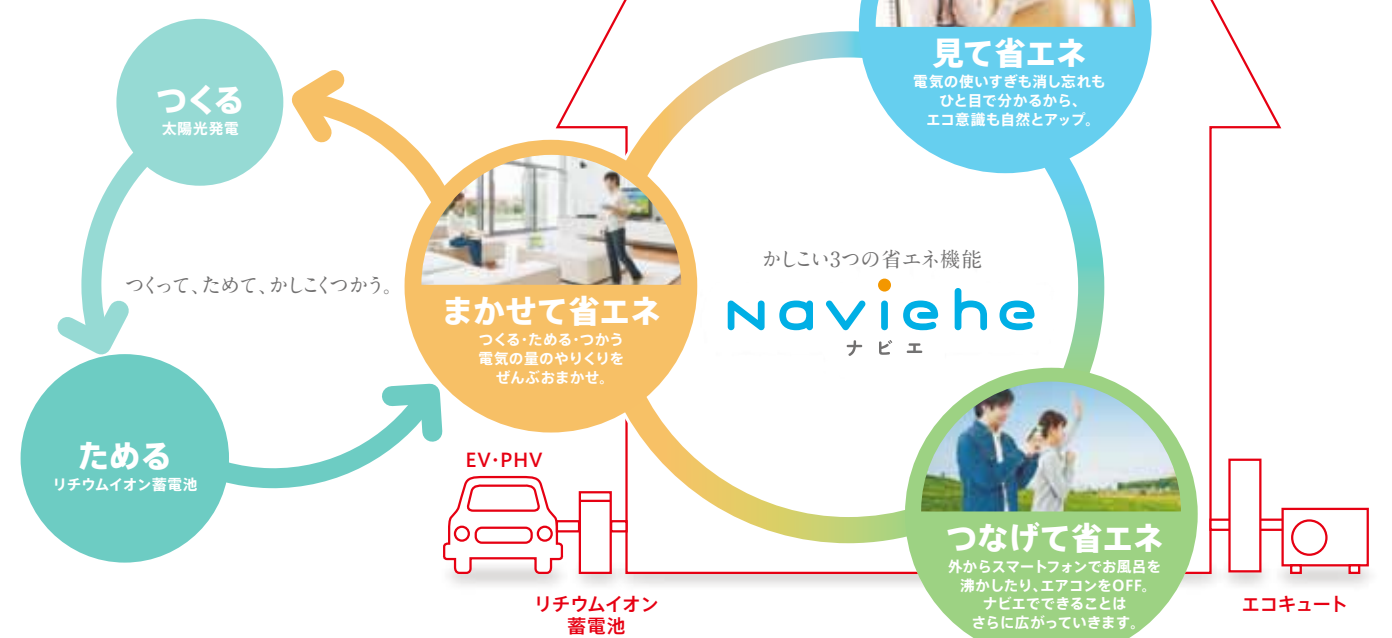 見て省エネ
電気の使いすぎも消し忘れも
ひと目で分かるから、
エコ意識も自然とアップ。
つくる
太陽光発電
つくって、ためて、かしこくつかう。
まかせて省エネ
つくる・ためる・つかう
電気の量のやりくりを
ぜんぶおまかせ。
かしこい3つの省エネ機能
Naviehe
ナビエ
ためる
リチウムイオン蓄電池
EV・PHV
リチウムイオン
蓄電池
つなげて省エネ
外からスマートフォンでお風呂を
沸かしたり、エアコンをOFF。
ナビエでできることは
さらに広がっていきます。
エコキュート